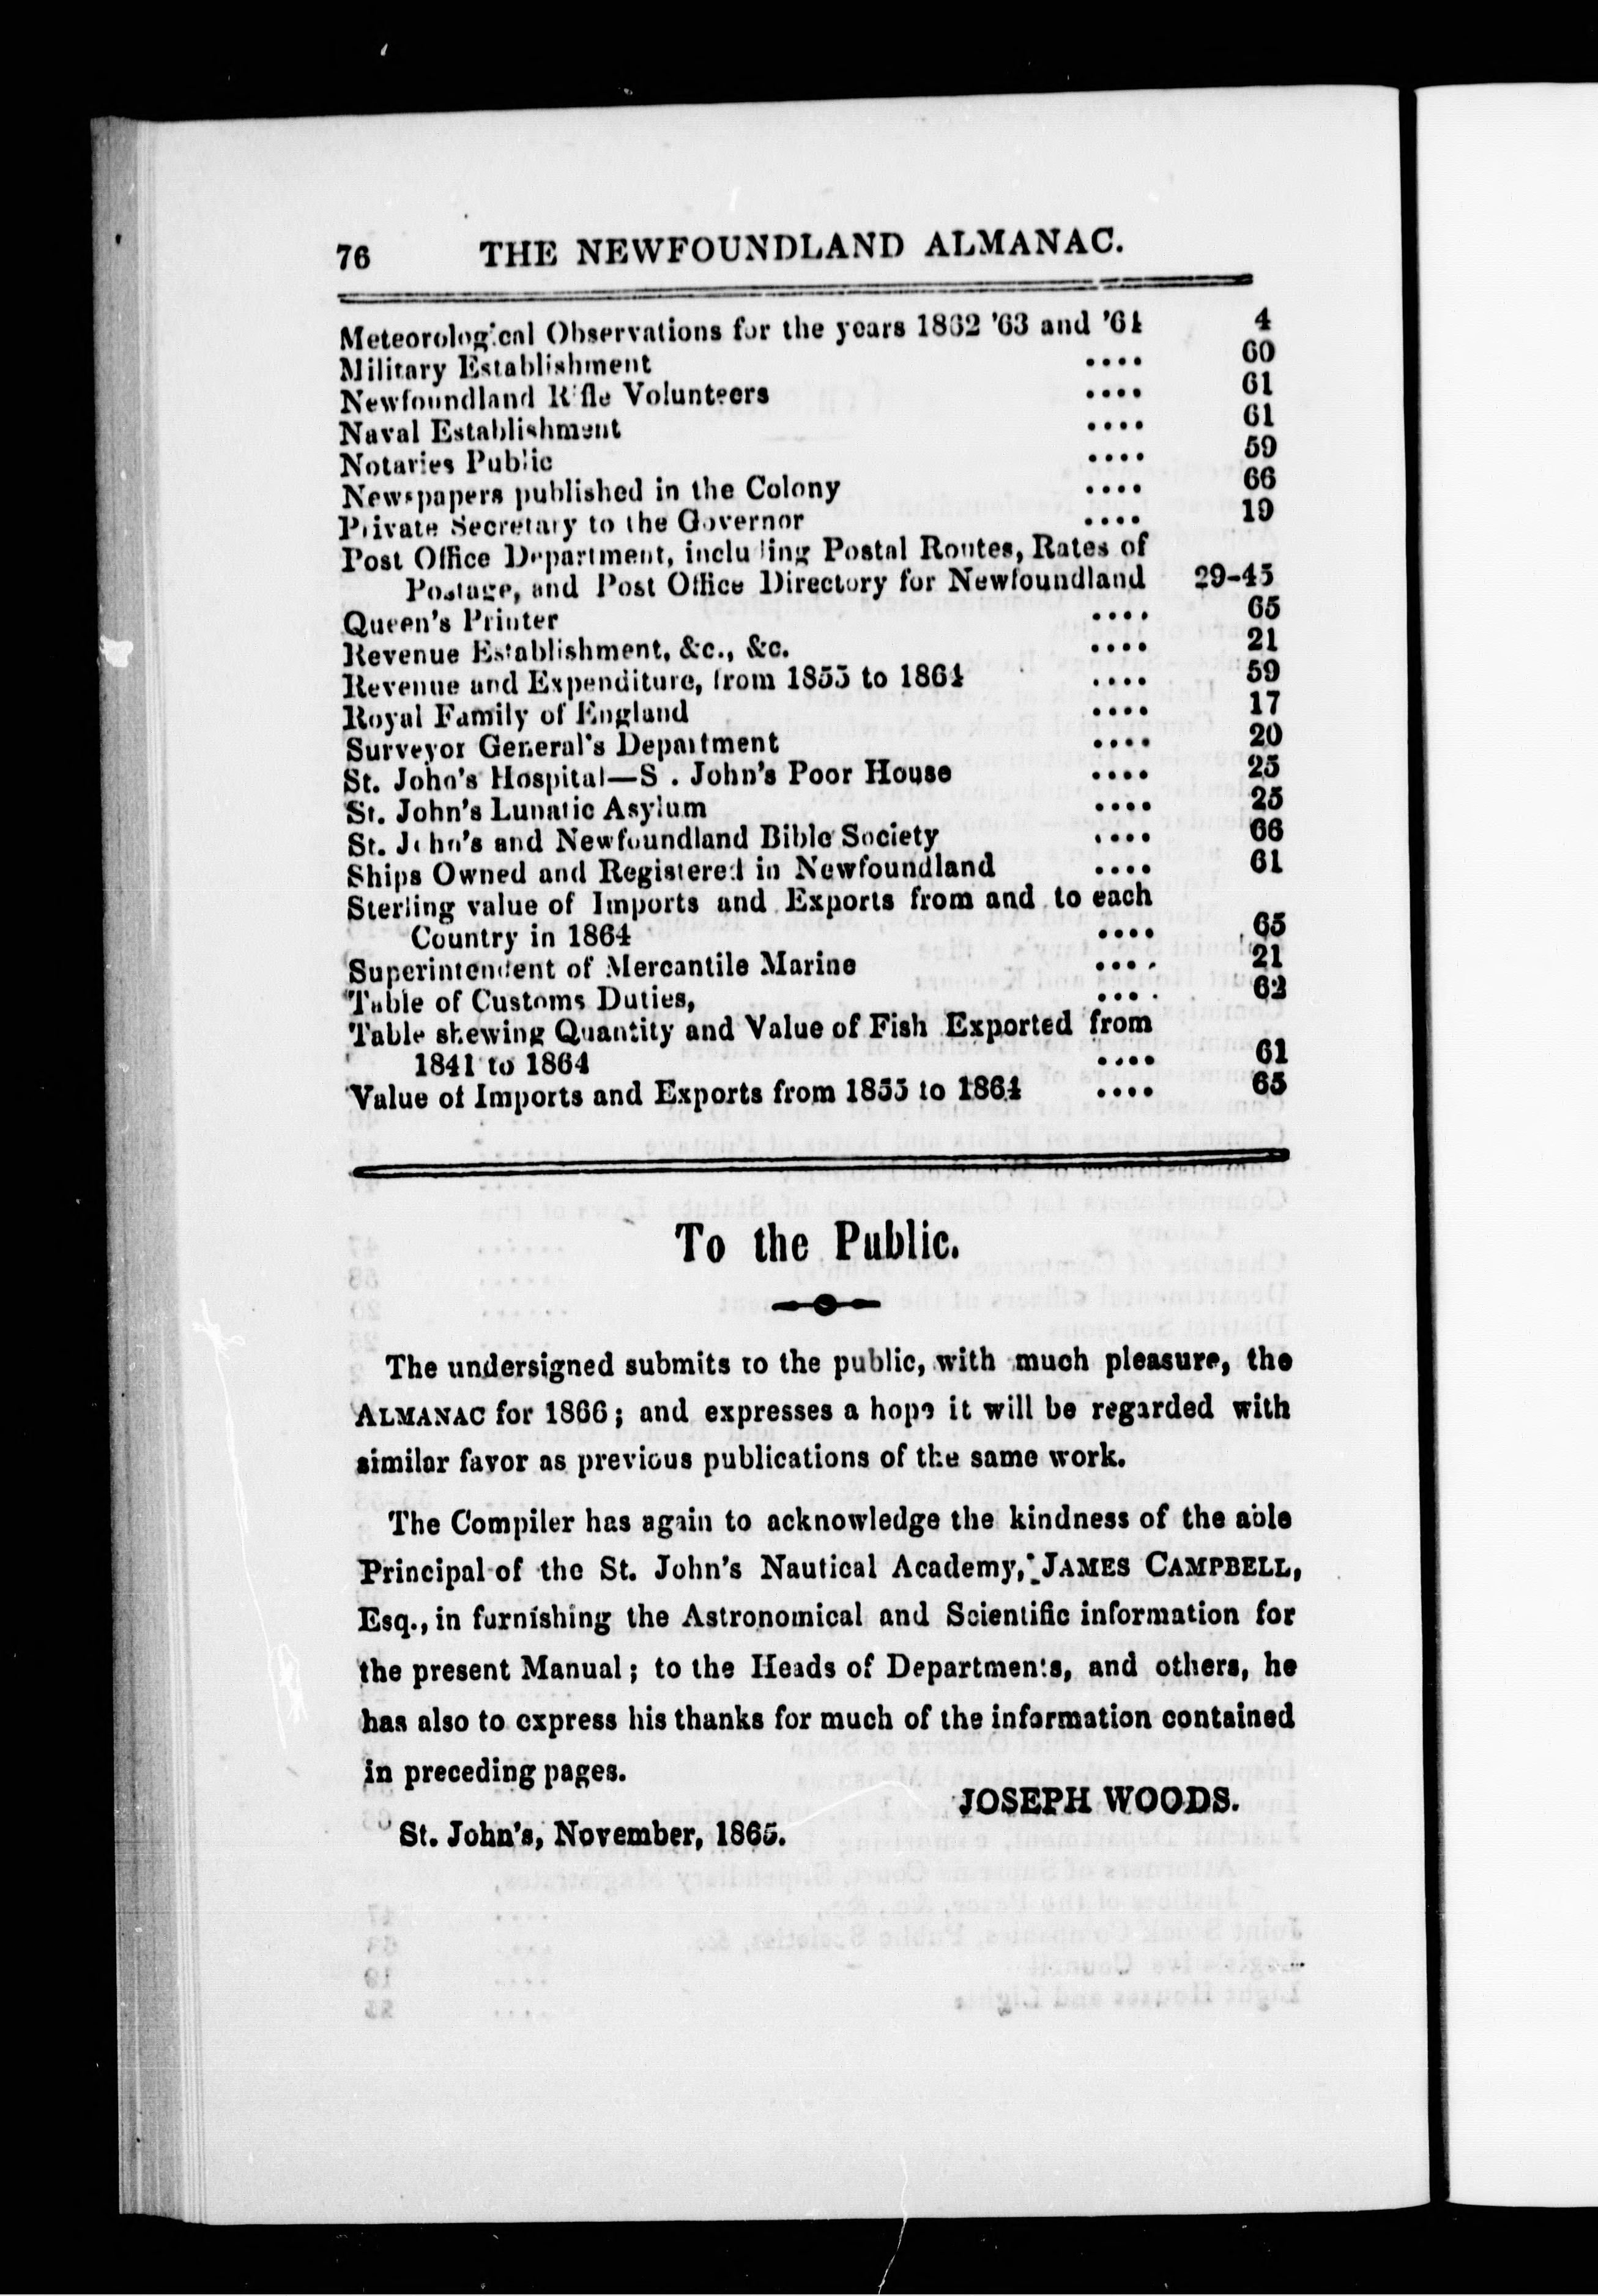 76 THE NEWFOUNDLAND ALMANAC.
Meteorological Observations for the years 1862 '63 and '64 4
Military Establishment .... 60
Newfoundland Rifle Volunteers .... 61
Naval Establishment .... 61
Notaries Public .... 59
Newspapers published in the Colony .... 66
Private Secretary to the Governor .... 19
Post Office Department, including Postal Routes, Rates of
Postage, and Post Office Directory for Newfoundland 29-45
Queen's Printer .... 65
Revenue Establishment, &c., &c. .... 21
Revenue and Expenditure, from 1855 to 1864 .... 59
Royal Family of England .... 17
Surveyor General's Department .... 20
St. John's Hospital—S . John's Poor House .... 25
St. John's Lunatic Asylum .... 25
St. John's and Newfoundland Bible Society .... 66
Ships Owned and Registered in Newfoundland .... 61
Sterling value of Imports and Exports from and to each
Country in 1864 .... 65
Superintendent of Mercantile Marine .... 21
Table of Customs Duties, .... 62
Table shewing Quantity and Value of Fish Exported from
1841 to 1864 .... 61
Value of Imports and Exports from 1855 to 1864 .... 65
To the Public.
The undersigned submits to the public, with much pleasure, the
ALMANAC for 1866; and expresses a hope it will be regarded with
similar favor as previous publications of the same work.
The Compiler has again to acknowledge the kindness of the able
Principal of the St. John's Nautical Academy, JAMES CAMPBELL,
Esq., in furnishing the Astronomical and Scientific information for
the present Manual; to the Heads of Departments, and others, he
has also to express his thanks for much of the information contained
in preceding pages.
JOSEPH WOODS.
St. John's, November, 1865.